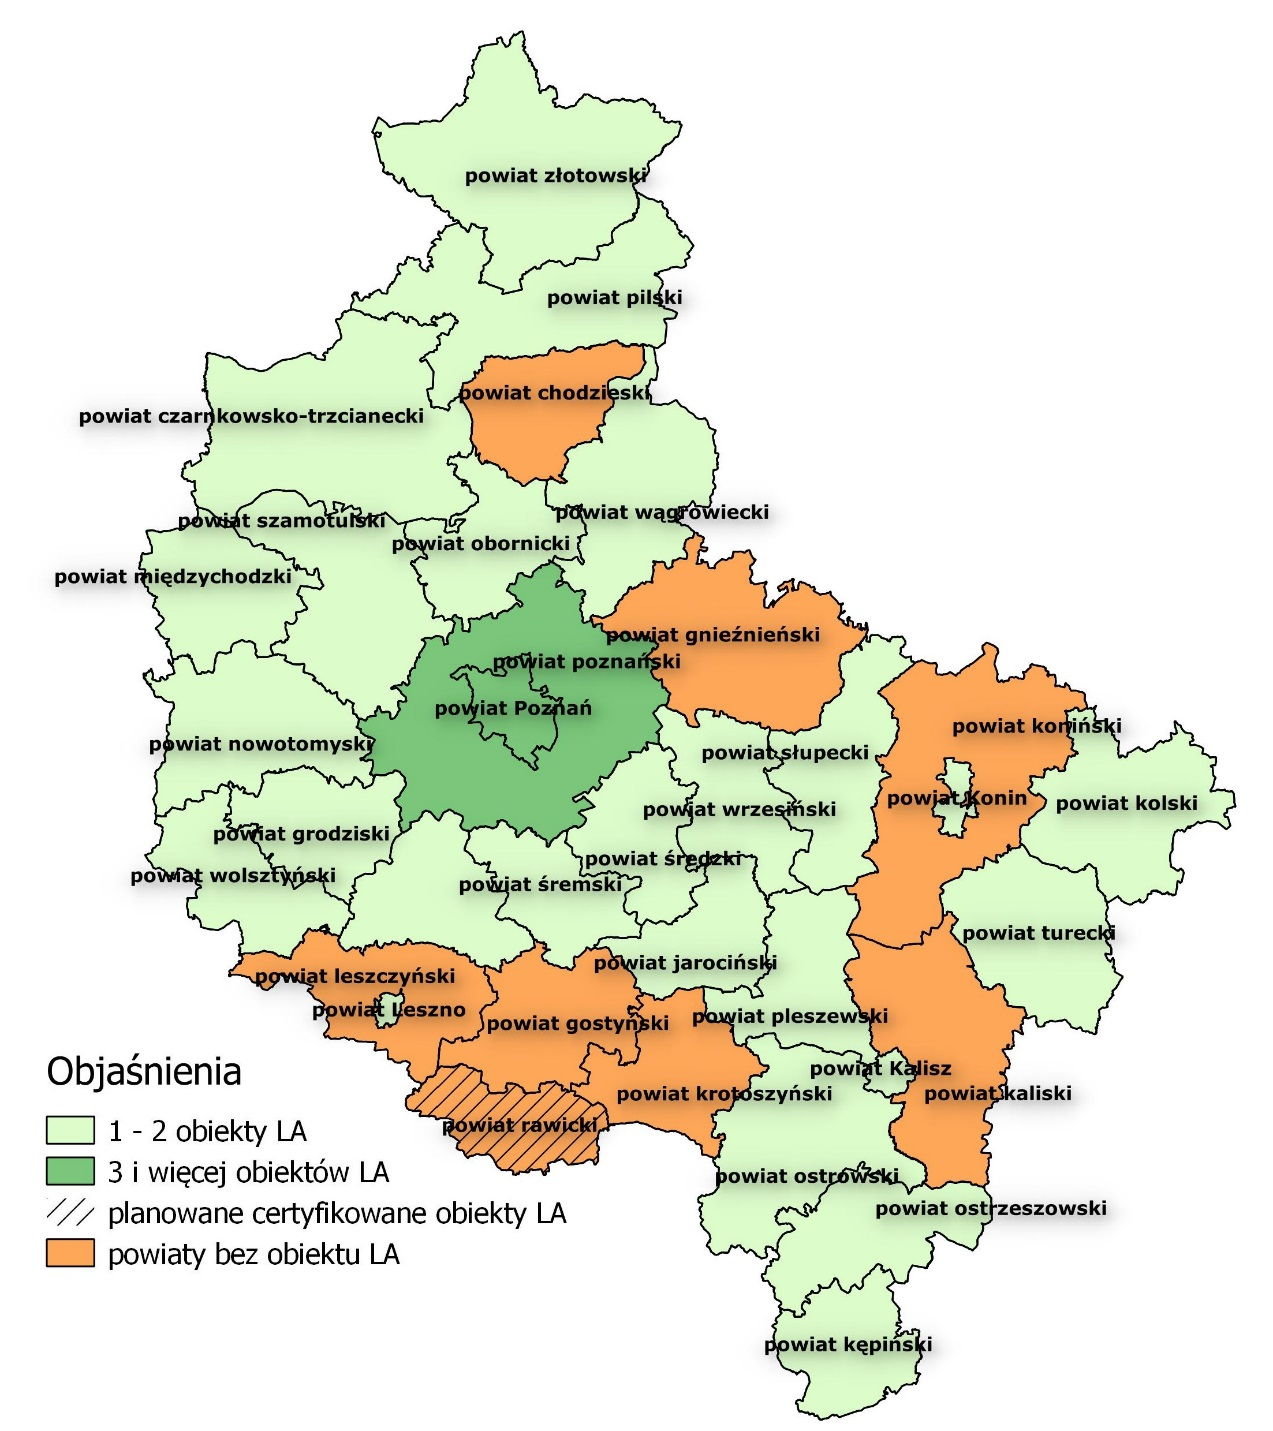 powiat złotowski
powiat pilski
powiat chodzieski
powiat czarnkowsko-trzcianecki
powiat wągrowiecki
powiat szamotulski
powiat obornicki
powiat międzychodzki
powiat gnieźnieński
powiat poznański
powiat Poznań
powiat koniński
powiat nowotomyski
powiat słupecki
powiat Konin
powiat kolski
powiat wrzesiński
powiat grodziski
powiat średzki
powiat wolsztyński
powiat śremski
powiat turecki
powiat jarociński
powiat leszczyński
powiat Leszno
powiat pleszewski
powiat gostyński
powiat Kalisz
powiat krotoszyński
powiat kaliski
powiat rawicki
powiat ostrowski
powiat ostrzeszowski
powiat kępiński
Objaśnienia
1 - 2 obiekty LA
3 i więcej obiektów LA
planowane certyfikowane obiekty LA
powiaty bez obiektu LA